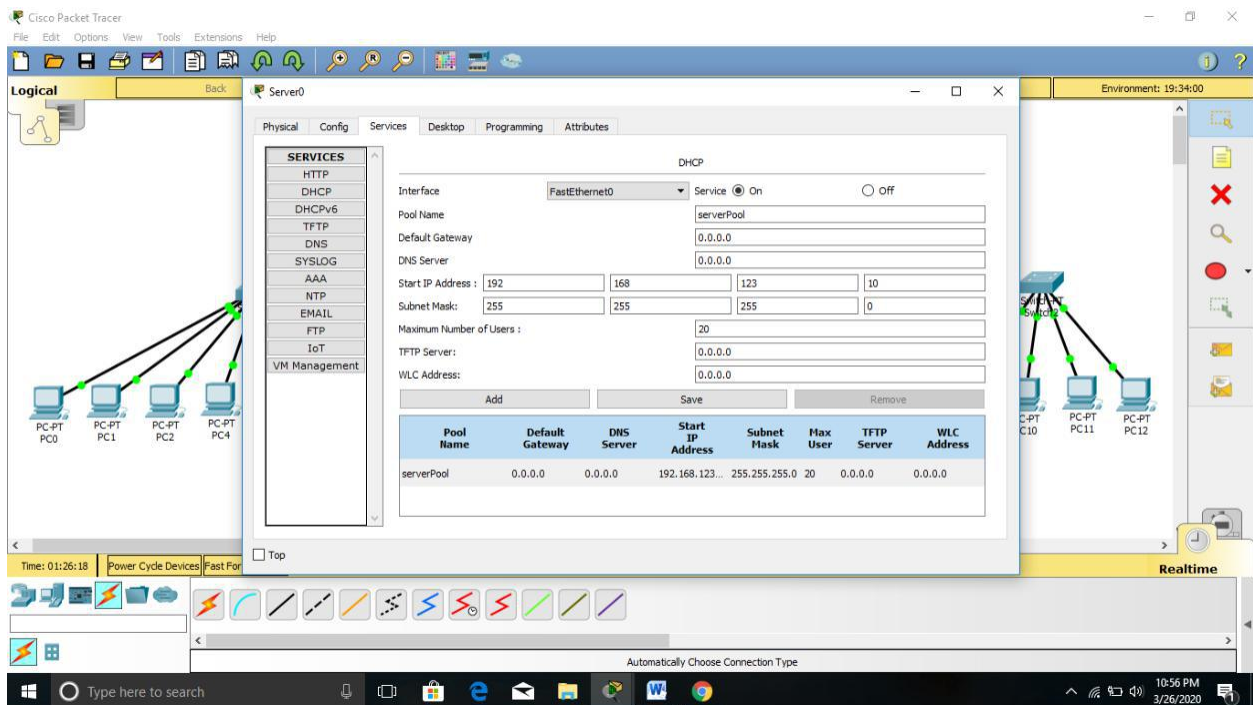 Cisco Packet Tracer
File Edit Options View Tools Extensions Help
Logical
Back
Environment: 19:34:00
Server0
Physical Config Services Desktop Programming Attributes
SERVICES
HTTP
DHCP
DHCPv6
TFTP
DNS
SYSLOG
AAA
NTP
EMAIL
FTP
IoT
VM Management
DHCP
Interface FastEthernet0 Service On Off
Pool Name serverPool
Default Gateway 0.0.0.0
DNS Server 0.0.0.0
Start IP Address : 192 168 123 10
Subnet Mask: 255 255 255 0
Maximum Number of Users : 20
TFTP Server: 0.0.0.0
WLC Address: 0.0.0.0
Add Save Remove
Pool Name Default Gateway DNS Server Start IP Address Subnet Mask Max User TFTP Server WLC Address
serverPool 0.0.0.0 0.0.0.0 192.168.123... 255.255.255.0 20 0.0.0.0 0.0.0.0
Top
PC-PT
PC0
PC-PT
PC1
PC-PT
PC2
PC-PT
PC4
Switch-PT
Switch2
C-PT
C10
PC-PT
PC11
PC-PT
PC12
Time: 01:26:18 Power Cycle Devices Fast For
Realtime
Automatically Choose Connection Type
Type here to search
10:56 PM
3/26/2020